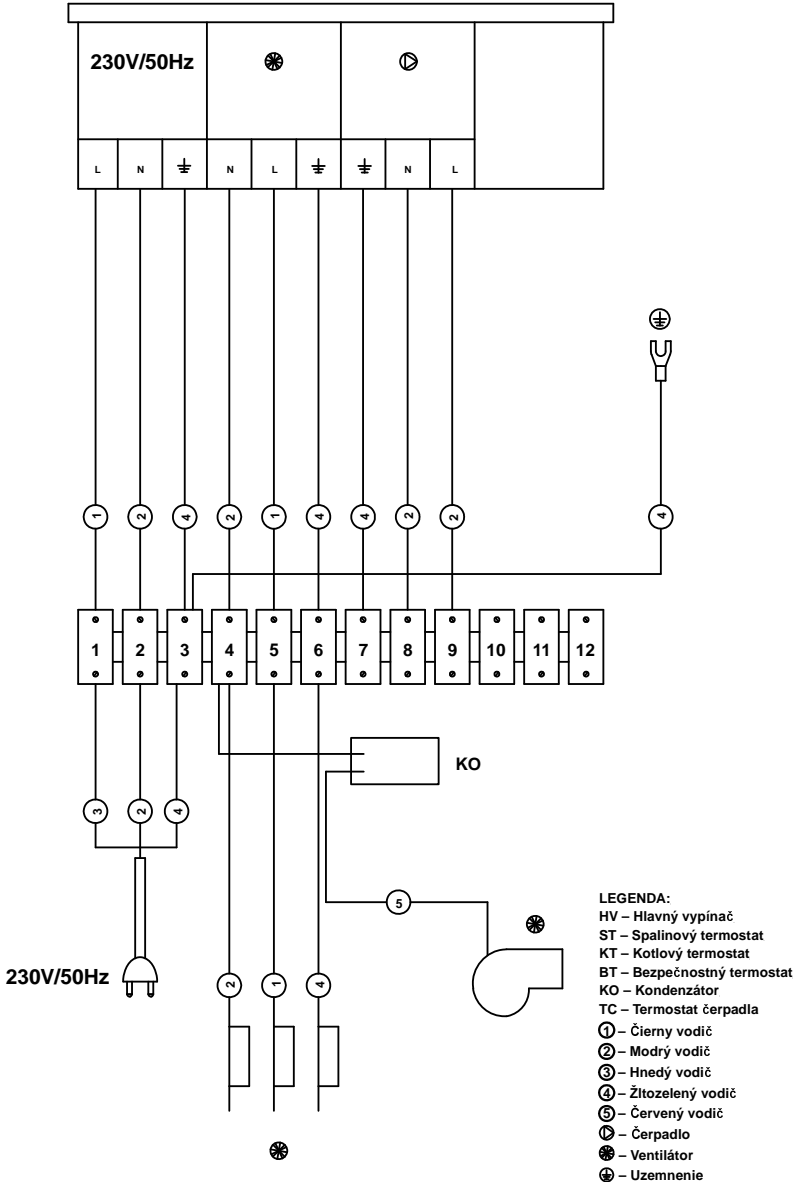 230V/50Hz
L N N L N L
1 2 4 2 1 4 4 2 2 4
1 2 3 4 5 6 7 8 9 10 11 12
KO
3 2 4
5
230V/50Hz
2 1 4
LEGENDA:
HV – Hlavný vypínač
ST – Spalinový termostat
KT – Kotlový termostat
BT – Bezpečnostný termostat
KO – Kondenzátor
TC – Termostat čerpadla
1 – Čierny vodič
2 – Modrý vodič
3 – Hnedý vodič
4 – Žltozelený vodič
5 – Červený vodič
– Čerpadlo
– Ventilátor
– Uzemnenie